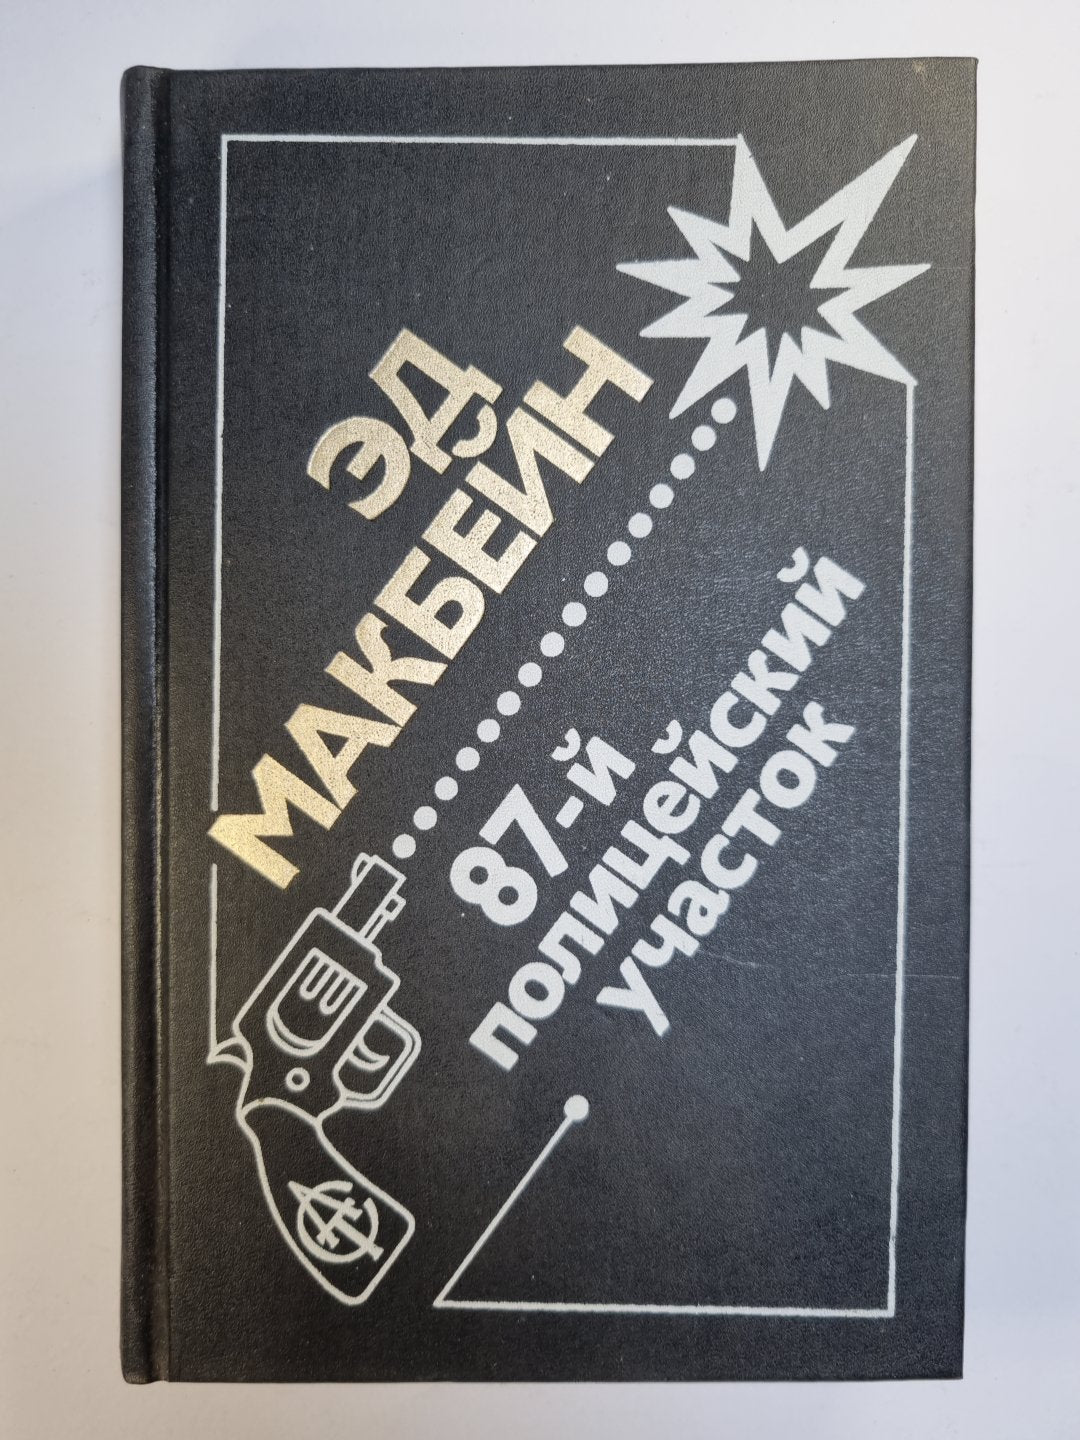 ЭД
МАКБЕЙН
87-й
полицейский
участок